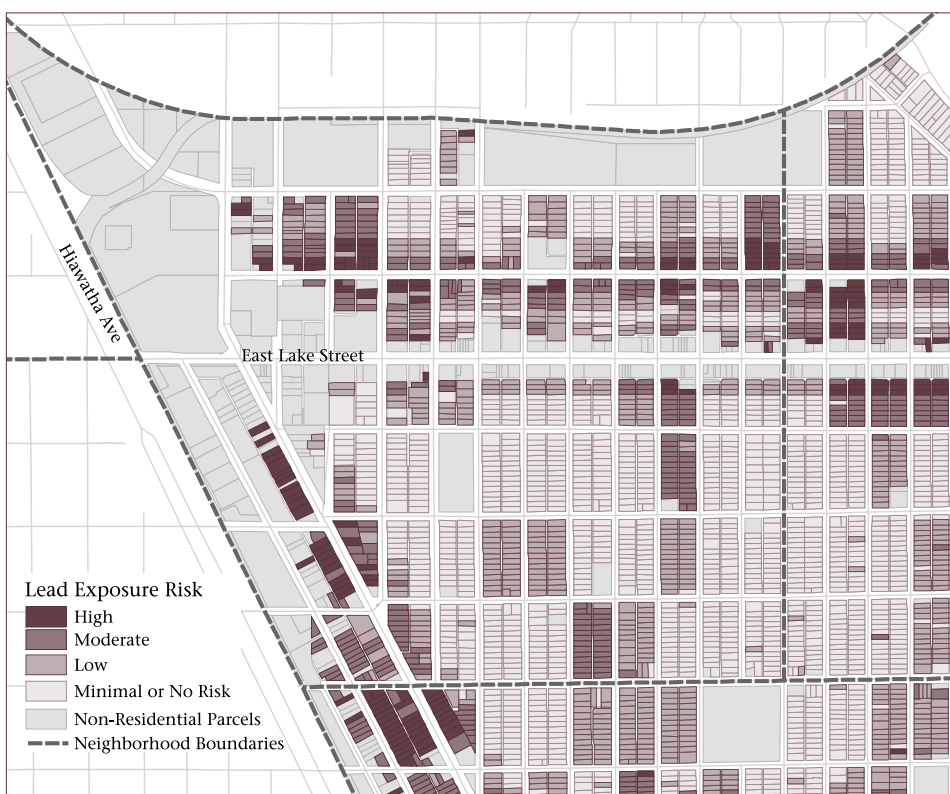 Hiawatha Ave
East Lake Street
Lead Exposure Risk
High
Moderate
Low
Minimal or No Risk
Non-Residential Parcels
Neighborhood Boundaries